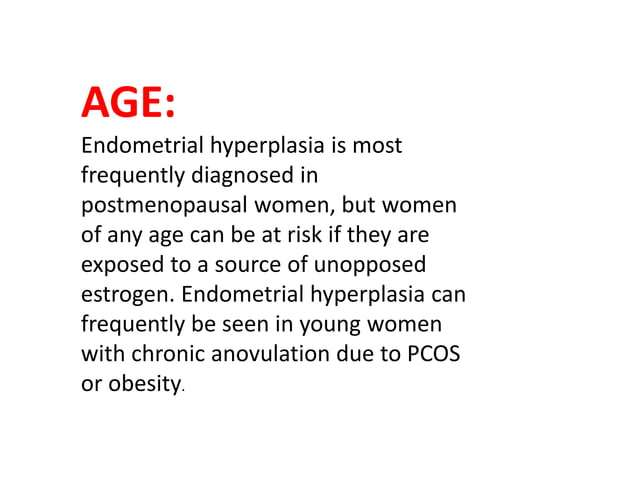 AGE:
Endometrial hyperplasia is most
frequently diagnosed in
postmenopausal women, but women
of any age can be at risk if they are
exposed to a source of unopposed
estrogen. Endometrial hyperplasia can
frequently be seen in young women
with chronic anovulation due to PCOS
or obesity.